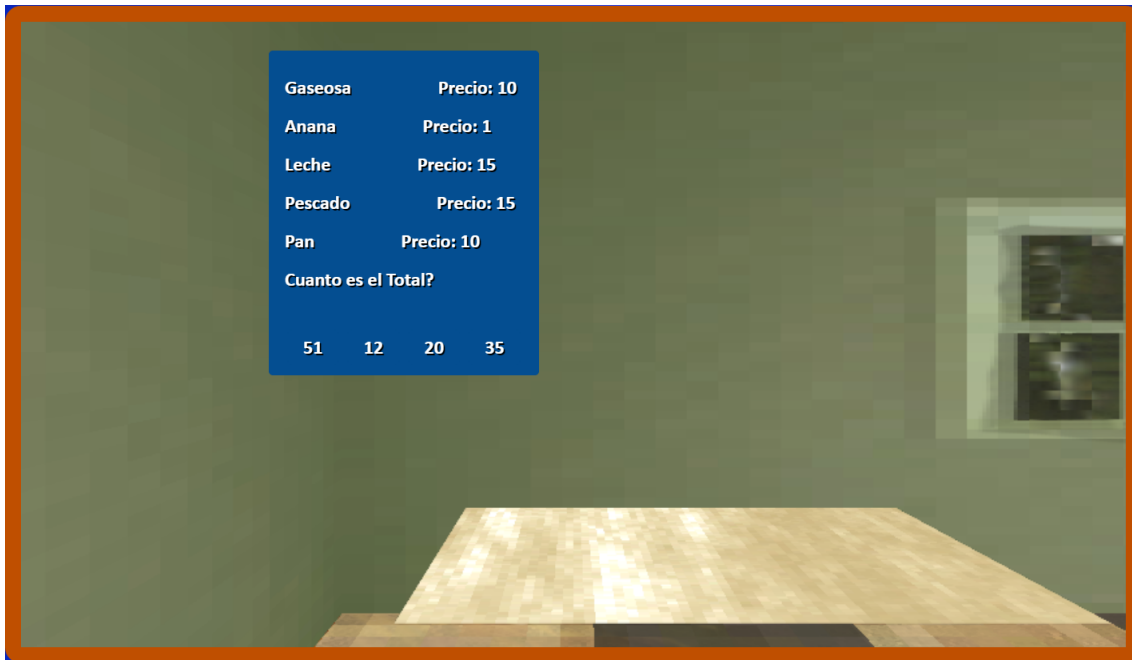 Gaseosa Precio: 10
Anana Precio: 1
Leche Precio: 15
Pescado Precio: 15
Pan Precio: 10
Cuanto es el Total?
51 12 20 35